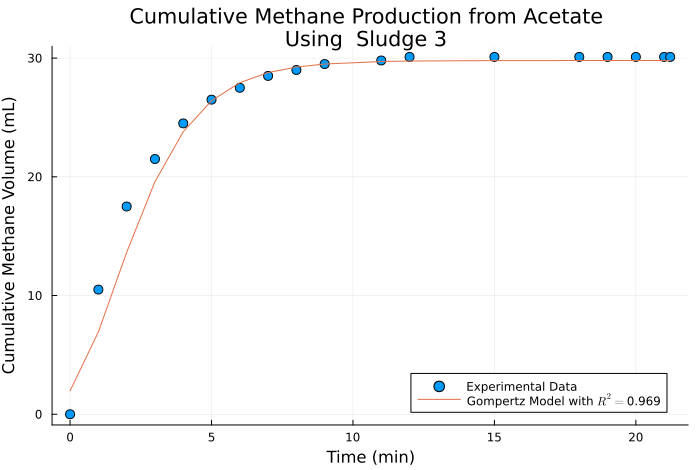 Cumulative Methane Production from Acetate
Using  Sludge 3
Cumulative Methane Volume (mL)
30
20
10
0
0 5 10 15 20
Time (min)
Experimental Data
Gompertz Model with R² = 0.969